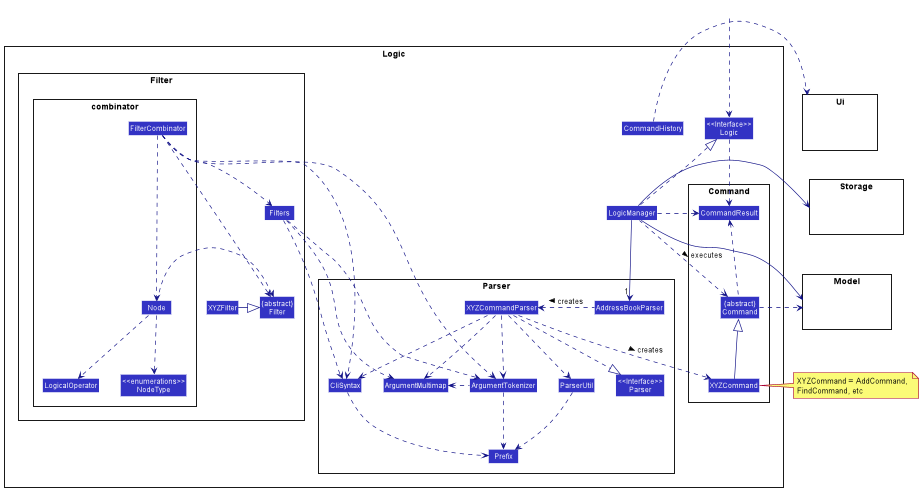 Logic
Filter
combinator
FilterCombinator
CommandHistory
<<Interface>>
Logic
Ui
Command
Storage
Filters
LogicManager
CommandResult
executes
Model
Parser
Node
XYZFilter
{abstract}
Filter
XYZCommandParser
creates
1
AddressBookParser
{abstract}
Command
creates
LogicalOperator
<<enumerations>>
NodeType
CliSyntax
ArgumentMultimap
ArgumentTokenizer
ParserUtil
<<Interface>>
Parser
XYZCommand
XYZCommand = AddCommand,
FindCommand, etc
Prefix